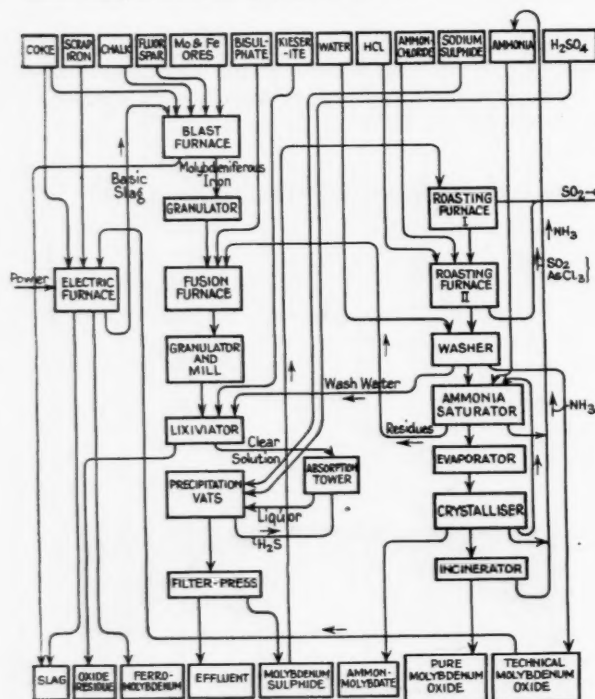 COKE
SCRAP
IRON
CHALK
FLUOR
SPAR
Mo & Fe
ORES
BISUL-
PHATE
KIESER-
ITE
WATER
HCL
AMMON-
CHLORIDE
SODIUM
SULPHIDE
AMMONIA
H₂SO₄
BLAST
FURNACE
Molybdeniferous
Iron
Basic
Slag
GRANULATOR
ROASTING
FURNACE
I
SO₂
NH₃
SO₂
AsCl₃
Power
ELECTRIC
FURNACE
FUSION
FURNACE
ROASTING
FURNACE
II
GRANULATOR
AND
MILL
WASHER
Wash Water
AMMONIA
SATURATOR
NH₃
LIXIVIATOR
Clear
Solution
Residues
EVAPORATOR
PRECIPITATION
VATS
ABSORPTION
TOWER
Liquor
H₂S
CRYSTALLISER
FILTER-PRESS
INCINERATOR
SLAG
OXIDE
RESIDUE
FERRO-
MOLYBDENUM
EFFLUENT
MOLYBDENUM
SULPHIDE
AMMON-
MOLYBDATE
PURE
MOLYBDENUM
OXIDE
TECHNICAL
MOLYBDENUM
OXIDE